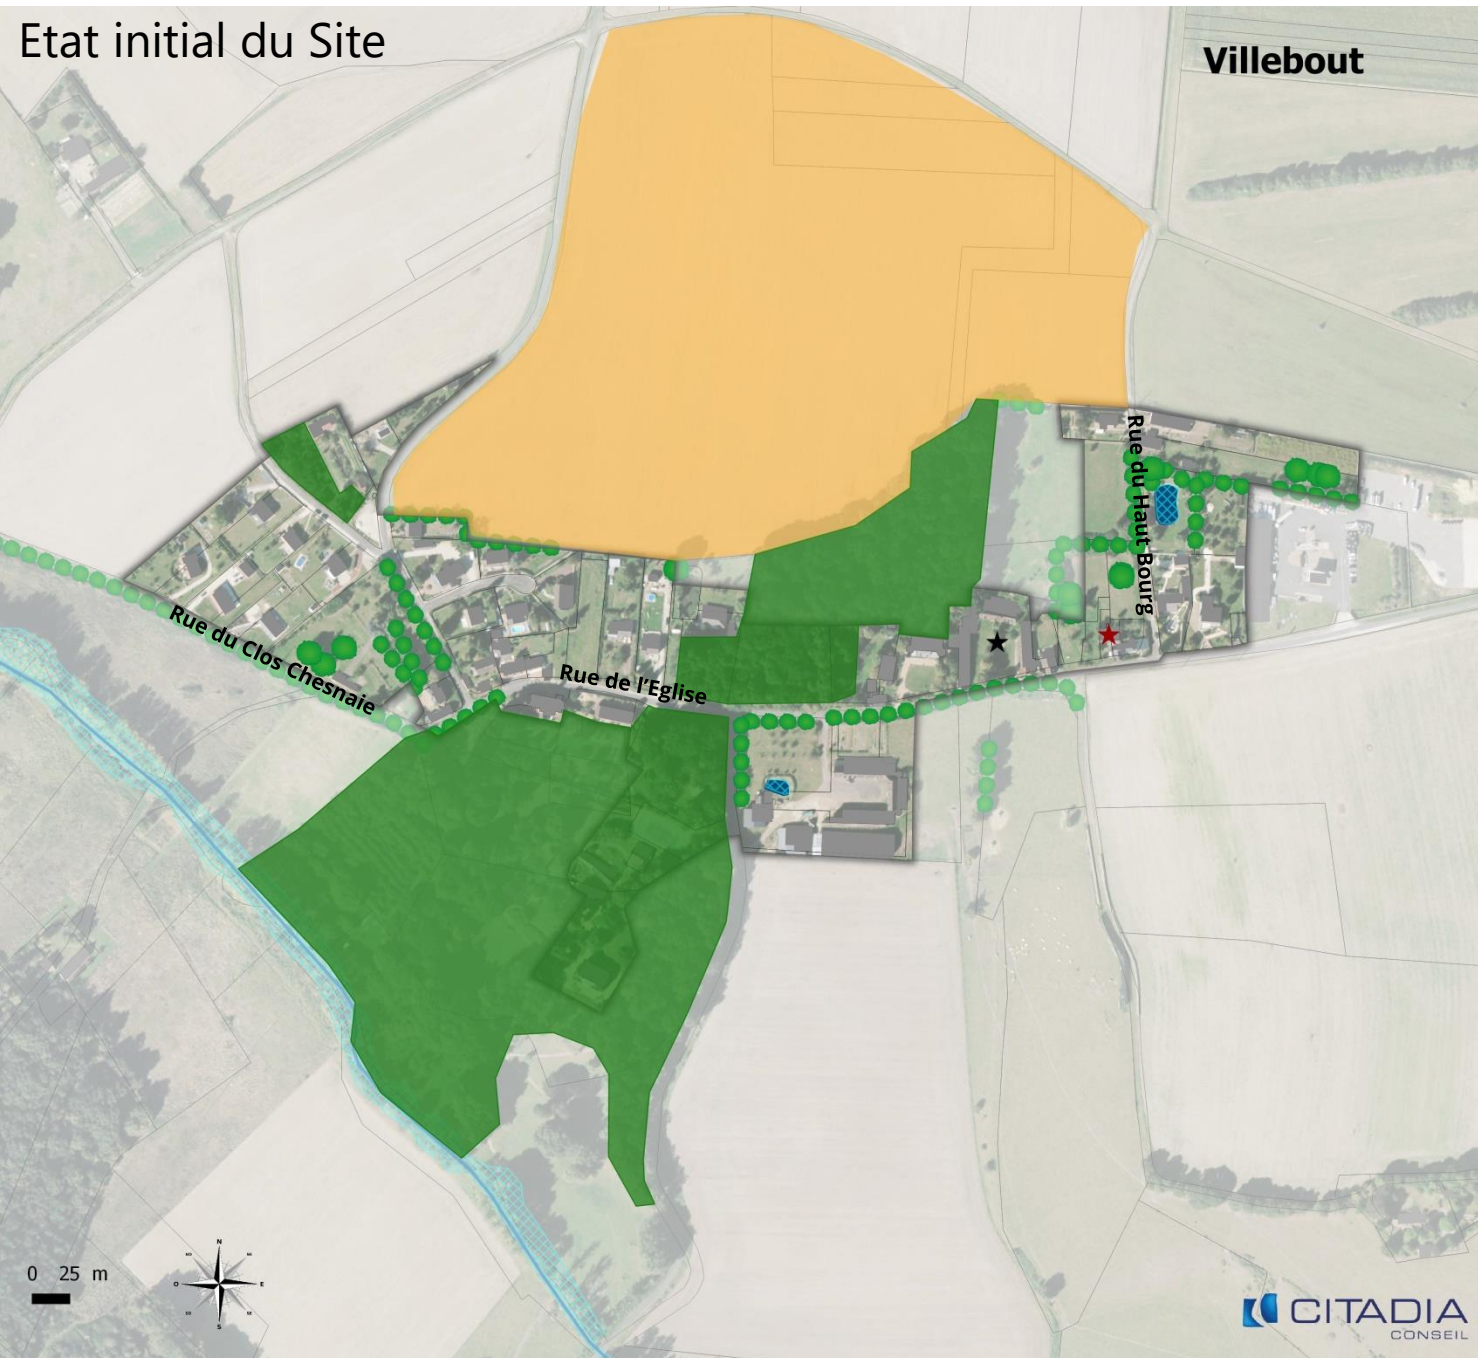 Etat initial du Site
Villebout
Rue du Haut Bourg
Rue du Clos Chesnaie
Rue de l'Eglise
N
O
E
S
0 25 m
CITADIA
CONSEIL